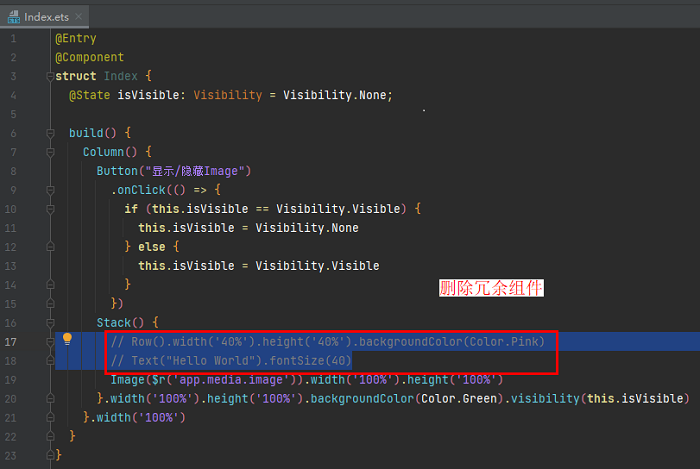 Index.ets
1 @Entry
2 @Component
3 struct Index {
4 @State isVisible: Visibility = Visibility.None;
5
6 build() {
7 Column() {
8 Button("显示/隐藏Image")
9 .onClick(() => {
10 if (this.isVisible == Visibility.Visible) {
11 this.isVisible = Visibility.None
12 } else {
13 this.isVisible = Visibility.Visible
14 }
删除冗余组件
15 })
16 Stack() {
17 // Row().width('40%').height('40%').backgroundColor(Color.Pink)
18 // Text("Hello World").fontSize(40)
19 Image($r('app.media.image')).width('100%').height('100%')
20 }.width('100%').height('100%').backgroundColor(Color.Green).visibility(this.isVisible)
21 }.width('100%')
22 }
23 }